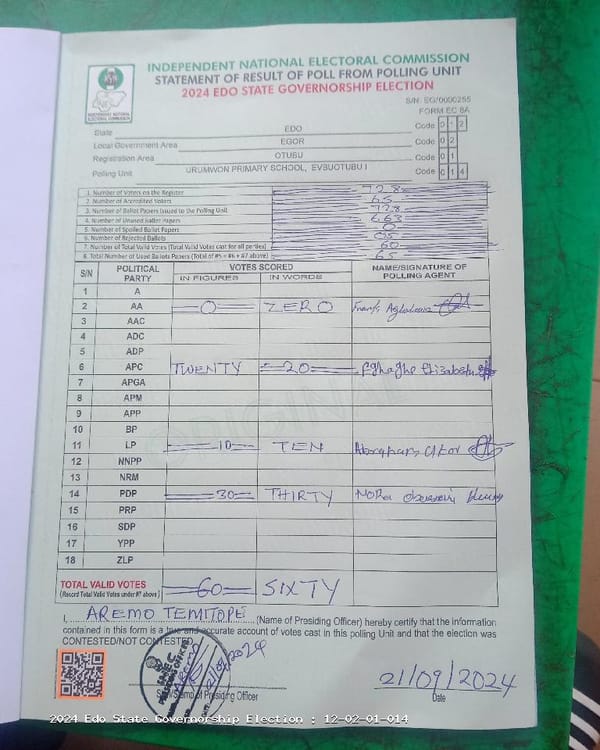 INDEPENDENT NATIONAL ELECTORAL COMMISSION
STATEMENT OF RESULT OF POLL FROM POLLING UNIT
2024 EDO STATE GOVERNORSHIP ELECTION
INDEPENDENT NATIONAL ELECTORAL COMMISSION
S/N: EG/0000255
FORM EC 8A
State EDO Code 0 1 2
Local Government Area EGOR Code 0 2
Registration Area OTUBU Code 0 1
Polling Unit URUMWON PRIMARY SCHOOL, EVBUOTUBU I Code 0 1 4
1. Number of Voters on the Register 728
2. Number of Accredited Voters 65
3. Number of Ballot Papers Issued to the Polling Unit 728
4. Number of Unused Ballot Papers 663
5. Number of Spoiled Ballot Papers 0
6. Number of Rejected Ballots 05
7. Number of Total Valid Votes (Total Valid Votes cast for all parties) 60
8. Total Number of Used Ballots Papers (Total of #5 + #6 + #7 above) 65
S/N POLITICAL PARTY VOTES SCORED NAME/SIGNATURE OF POLLING AGENT
IN FIGURES IN WORDS
1 A
2 AA 0 ZERO
3 AAC
4 ADC
5 ADP
6 APC TWENTY 20 Elizabeth
7 APGA
8 APM
9 APP
10 BP
11 LP 10 TEN
12 NNPP
13 NRM
14 PDP 30 THIRTY
15 PRP
16 SDP
17 YPP
18 ZLP
ORIGINAL
TOTAL VALID VOTES 60 SIXTY
(Record Total Valid Votes under #7 above)
I, AREMO TEMITOPE (Name of Presiding Officer) hereby certify that the information
contained in this form is a true and accurate account of votes cast in this polling Unit and that the election was
CONTESTED/NOT CONTESTED
21/09/2024
21/09/2024
Presiding Officer Date
2024 Edo State Governorship Election : 12-02-01-014